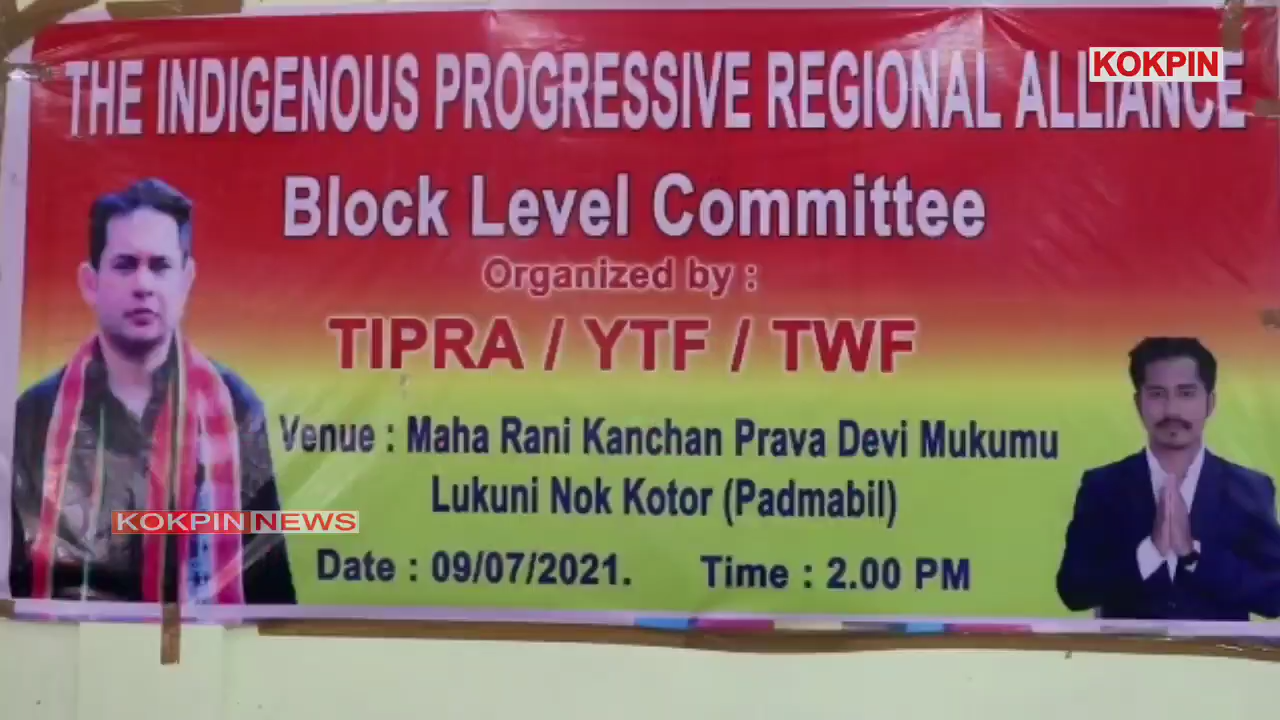 KOKPIN
THE INDIGENOUS PROGRESSIVE REGIONAL ALLIANCE
Block Level Committee
Organized by :
TIPRA / YTF / TWF
Venue : Maha Rani Kanchan Prava Devi Mukumu
Lukuni Nok Kotor (Padmabil)
KOKPIN NEWS
Date : 09/07/2021. Time : 2.00 PM